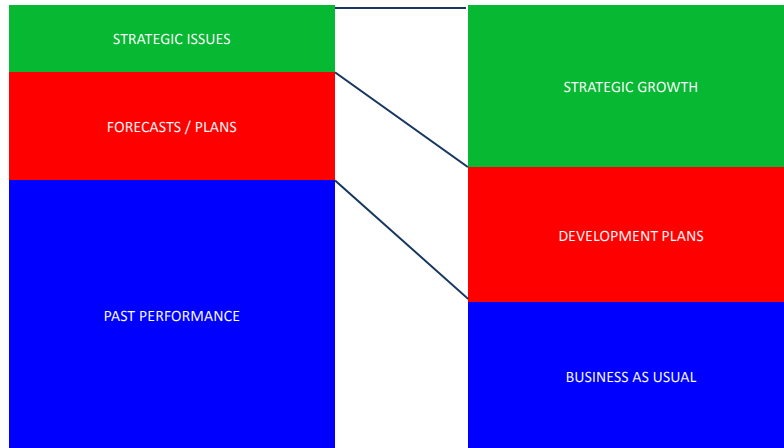 STRATEGIC ISSUES
FORECASTS / PLANS
PAST PERFORMANCE
STRATEGIC GROWTH
DEVELOPMENT PLANS
BUSINESS AS USUAL